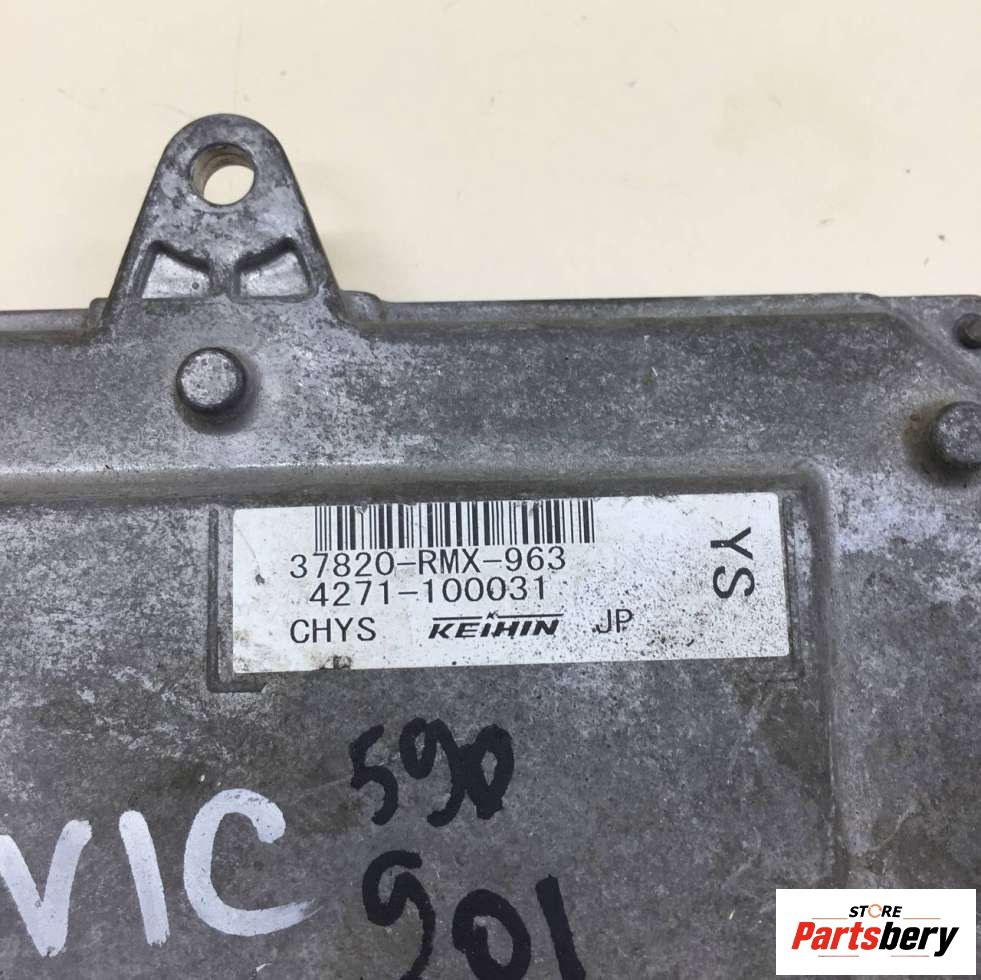 37820-RMX-963
4271-100031
CHYS KEIHIN JP
YS
590
901
VIC
STORE
Partsbery